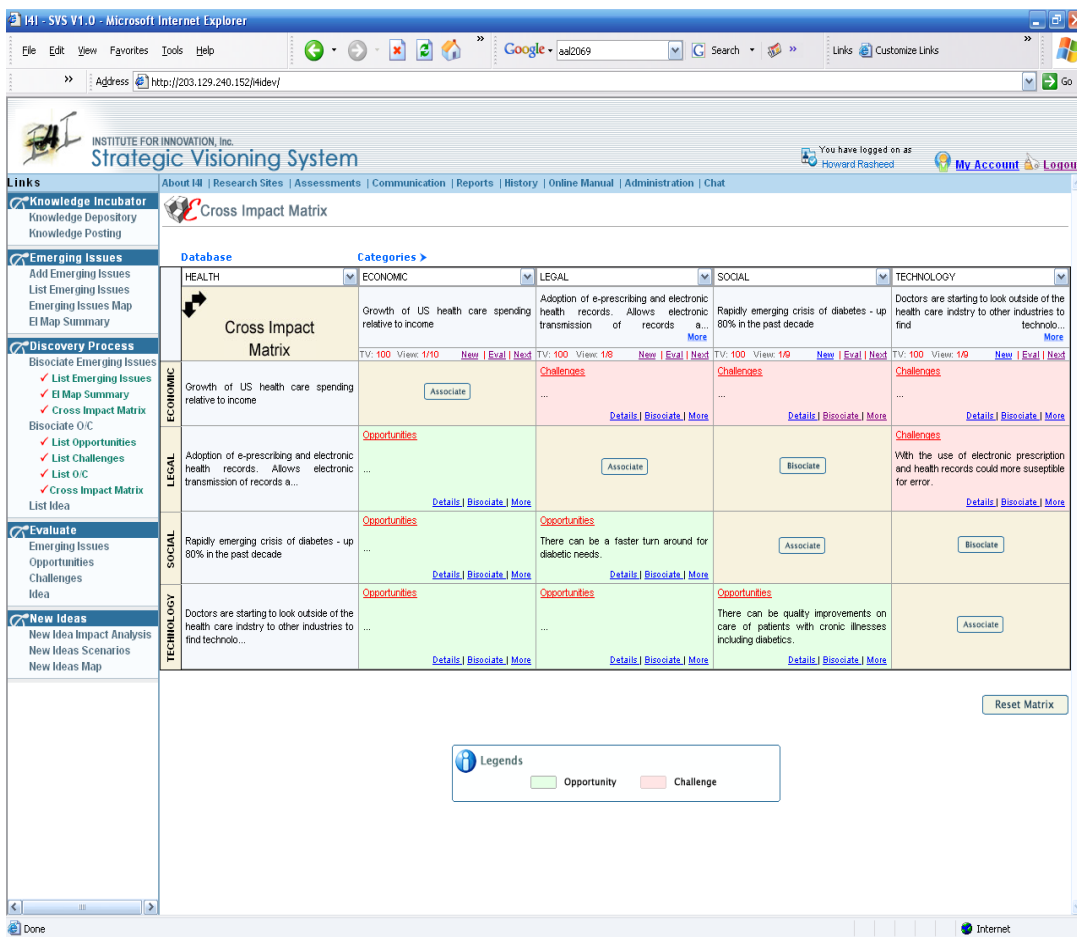 I4I - SVS V1.0 - Microsoft Internet Explorer
File Edit View Favorites Tools Help
Google aal2069 Search
Links Customize Links
Address http://203.129.240.152/i4idev/ Go
I4I
INSTITUTE FOR INNOVATION, Inc.
Strategic Visioning System
You have logged on as
Howard Rasheed
My Account Logou
Links
About I4I | Research Sites | Assessments | Communication | Reports | History | Online Manual | Administration | Chat
Knowledge Incubator
Knowledge Depository
Knowledge Posting
Emerging Issues
Add Emerging Issues
List Emerging Issues
Emerging Issues Map
EI Map Summary
Discovery Process
Bisociate Emerging Issues
List Emerging Issues
EI Map Summary
Cross Impact Matrix
Bisociate O/C
List Opportunities
List Challenges
List O/C
Cross Impact Matrix
List Idea
Evaluate
Emerging Issues
Opportunities
Challenges
Idea
New Ideas
New Idea Impact Analysis
New Ideas Scenarios
New Ideas Map
Cross Impact Matrix
Database Categories
HEALTH ECONOMIC LEGAL SOCIAL TECHNOLOGY
Cross Impact
Matrix
Growth of US health care spending
relative to income
TV: 100 View: 1/10 New | Eval | Next
Adoption of e-prescribing and electronic
health records. Allows electronic
transmission of records a...
More
TV: 100 View: 1/8 New | Eval | Next
Rapidly emerging crisis of diabetes - up
80% in the past decade
TV: 100 View: 1/9 New | Eval | Next
Doctors are starting to look outside of the
health care indstry to other industries to
find technolo...
More
TV: 100 View: 1/9 New | Eval | Next
ECONOMIC
Growth of US health care spending
relative to income
Associate
Challenges
...
Details | Bisociate | More
Challenges
...
Details | Bisociate | More
Challenges
...
Details | Bisociate | More
LEGAL
Adoption of e-prescribing and electronic
health records. Allows electronic
transmission of records a...
Opportunities
...
Details | Bisociate | More
Associate
Bisociate
Challenges
With the use of electronic prescription
and health records could more suseptible
for error.
Details | Bisociate | More
SOCIAL
Rapidly emerging crisis of diabetes - up
80% in the past decade
Opportunities
...
Details | Bisociate | More
Opportunities
There can be a faster turn around for
diabetic needs.
Details | Bisociate | More
Associate
Bisociate
TECHNOLOGY
Doctors are starting to look outside of the
health care indstry to other industries to
find technolo...
Opportunities
...
Details | Bisociate | More
Opportunities
...
Details | Bisociate | More
Opportunities
There can be quality improvements on
care of patients with cronic illnesses
including diabetics.
Details | Bisociate | More
Associate
Reset Matrix
Legends
Opportunity Challenge
Done
Internet